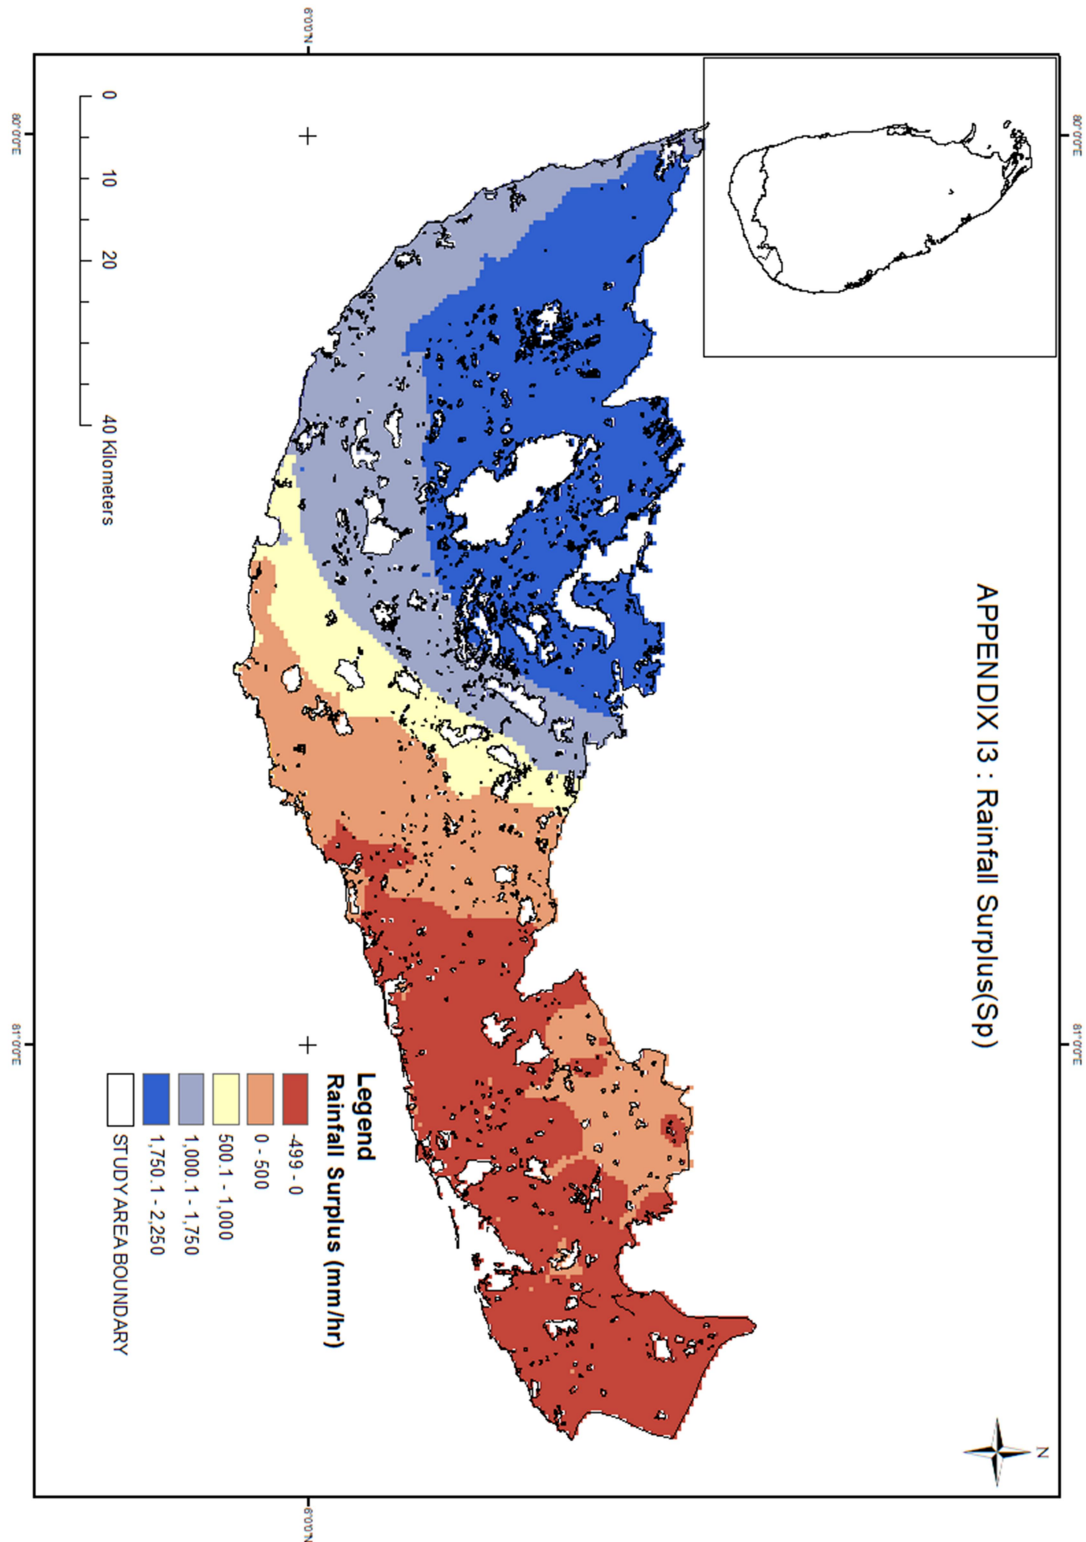 APPENDIX I3 : Rainfall Surplus(Sp)
N
80°0'0"E
81°0'0"E
6°0'0"N
6°0'0"N
80°0'0"E
81°0'0"E
0 10 20 40 Kilometers
Legend
Rainfall Surplus (mm/hr)
-499 - 0
0 - 500
500.1 - 1,000
1,000.1 - 1,750
1,750.1 - 2,250
STUDY AREA BOUNDARY